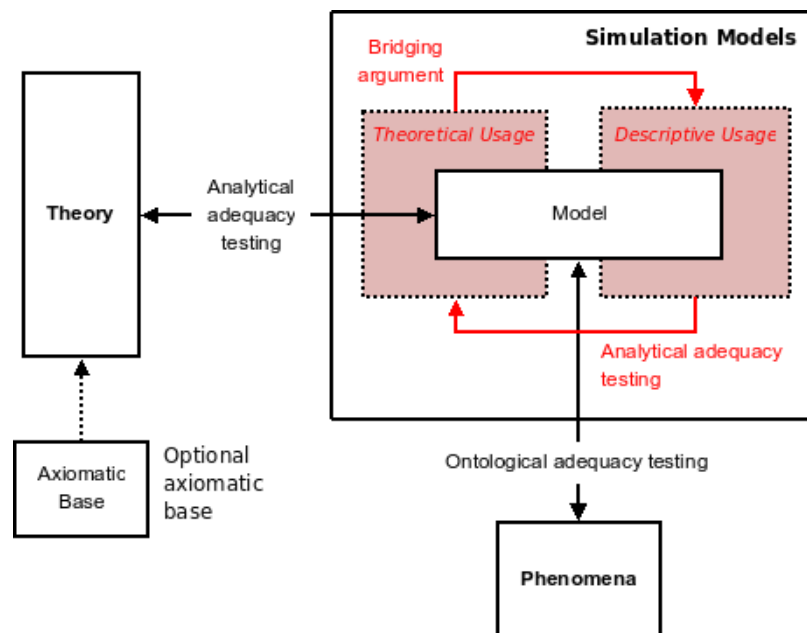 Simulation Models
Bridging
argument
Theoretical Usage
Descriptive Usage
Theory
Analytical
adequacy
testing
Model
Analytical adequacy
testing
Axiomatic
Base
Optional
axiomatic
base
Ontological adequacy testing
Phenomena